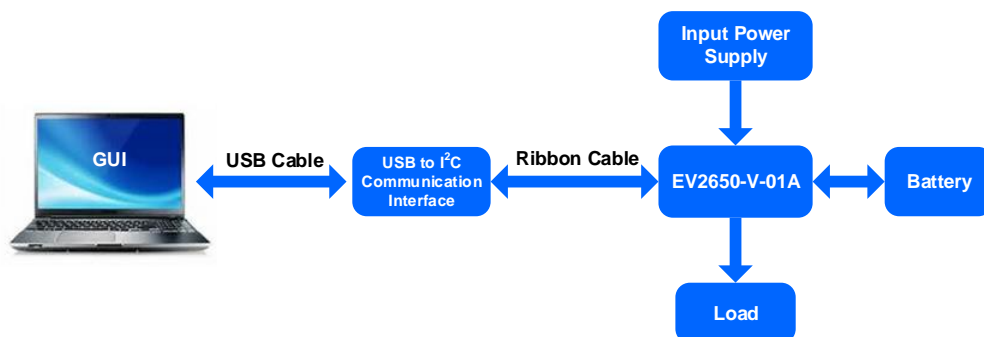 Input Power
Supply
GUI
USB Cable
USB to I²C
Communication
Interface
Ribbon Cable
EV2650-V-01A
Battery
Load